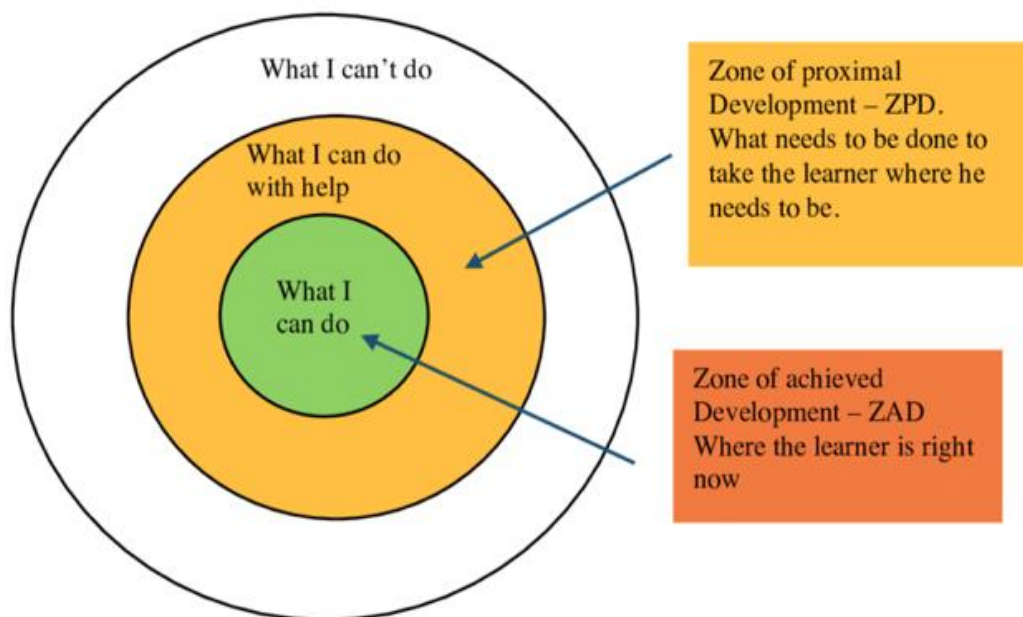 What I can't do
What I can do
with help
What I
can do
Zone of proximal
Development – ZPD.
What needs to be done to
take the learner where he
needs to be.
Zone of achieved
Development – ZAD
Where the learner is right
now